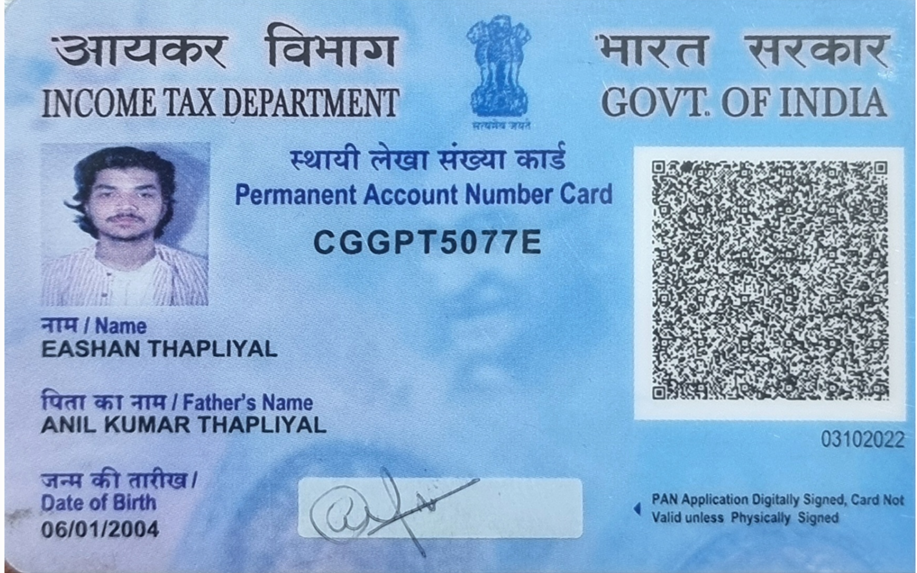 आयकर विभाग
INCOME TAX DEPARTMENT
सत्यमेव जयते
भारत सरकार
GOVT. OF INDIA
स्थायी लेखा संख्या कार्ड
Permanent Account Number Card
CGGPT5077E
नाम / Name
EASHAN THAPLIYAL
पिता का नाम / Father's Name
ANIL KUMAR THAPLIYAL
03102022
जन्म की तारीख /
Date of Birth
06/01/2004
PAN Application Digitally Signed, Card Not
Valid unless Physically Signed